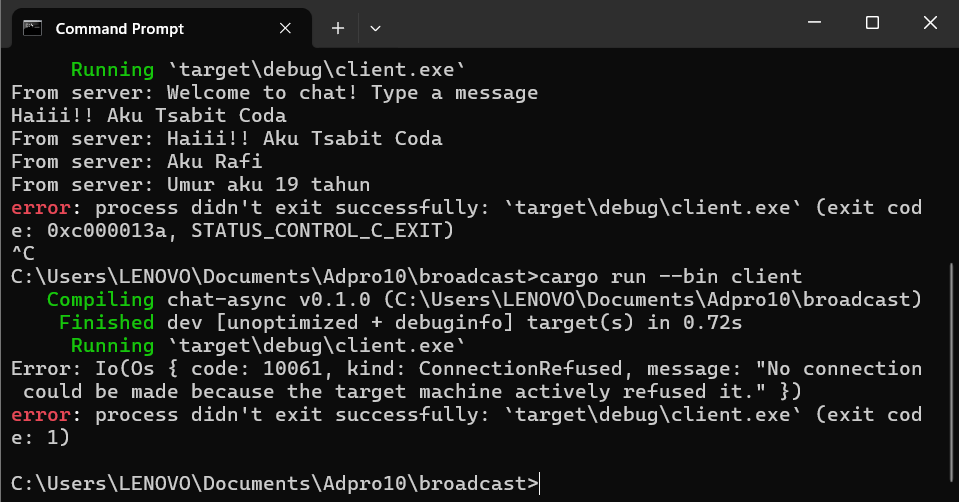 Command Prompt
Running `target\debug\client.exe`
From server: Welcome to chat! Type a message
Haiii!! Aku Tsabit Coda
From server: Haiii!! Aku Tsabit Coda
From server: Aku Rafi
From server: Umur aku 19 tahun
error: process didn't exit successfully: `target\debug\client.exe` (exit cod
e: 0xc000013a, STATUS_CONTROL_C_EXIT)
^C
C:\Users\LENOVO\Documents\Adpro10\broadcast>cargo run --bin client
Compiling chat-async v0.1.0 (C:\Users\LENOVO\Documents\Adpro10\broadcast)
Finished dev [unoptimized + debuginfo] target(s) in 0.72s
Running `target\debug\client.exe`
Error: Io(Os { code: 10061, kind: ConnectionRefused, message: "No connection
could be made because the target machine actively refused it." })
error: process didn't exit successfully: `target\debug\client.exe` (exit cod
e: 1)
C:\Users\LENOVO\Documents\Adpro10\broadcast>